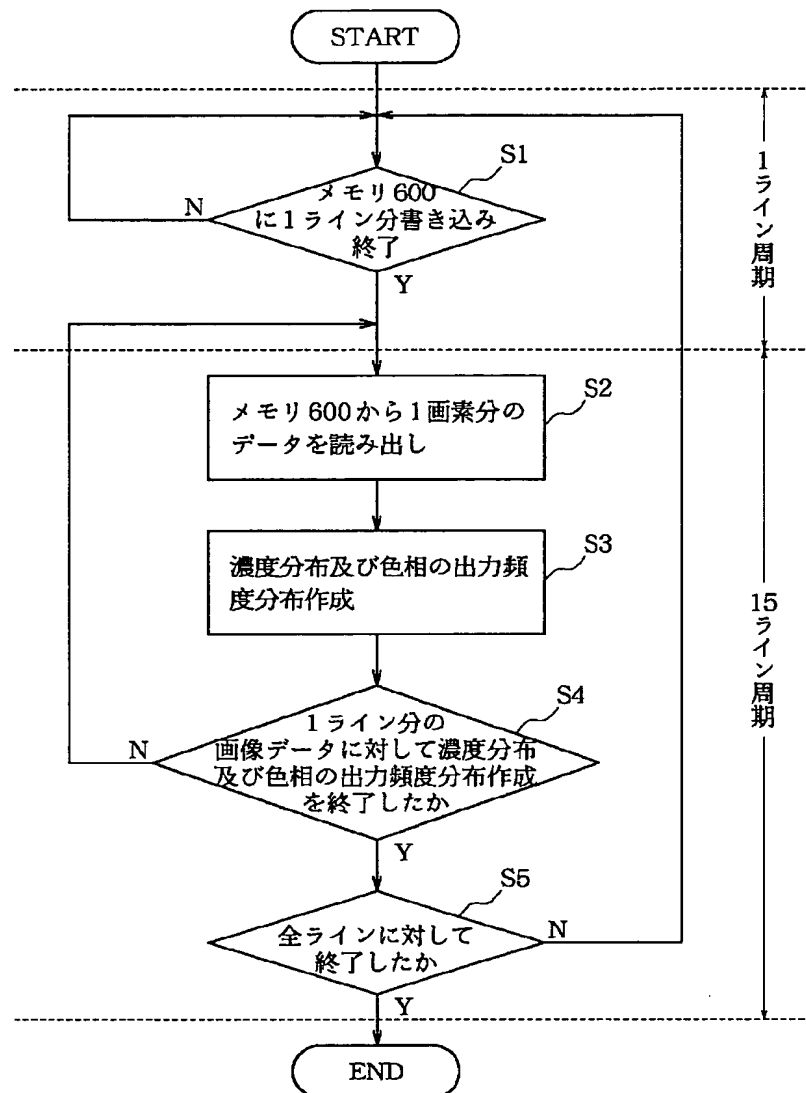 START
S1
メモリ600
に1ライン分書き込み
終了
N
Y
1ライン周期
S2
メモリ600から1画素分の
データを読み出し
S3
濃度分布及び色相の出力頻
度分布作成
S4
1ライン分の
画像データに対して濃度分布
及び色相の出力頻度分布作成
を終了したか
N
Y
15ライン周期
S5
全ラインに対して
終了したか
N
Y
END